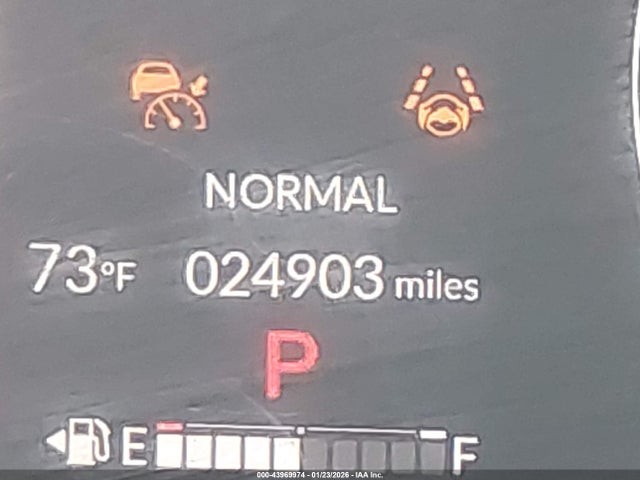 NORMAL
73°F 024903 miles
P
E F
000-43969974 - 01/23/2026 - IAA Inc.